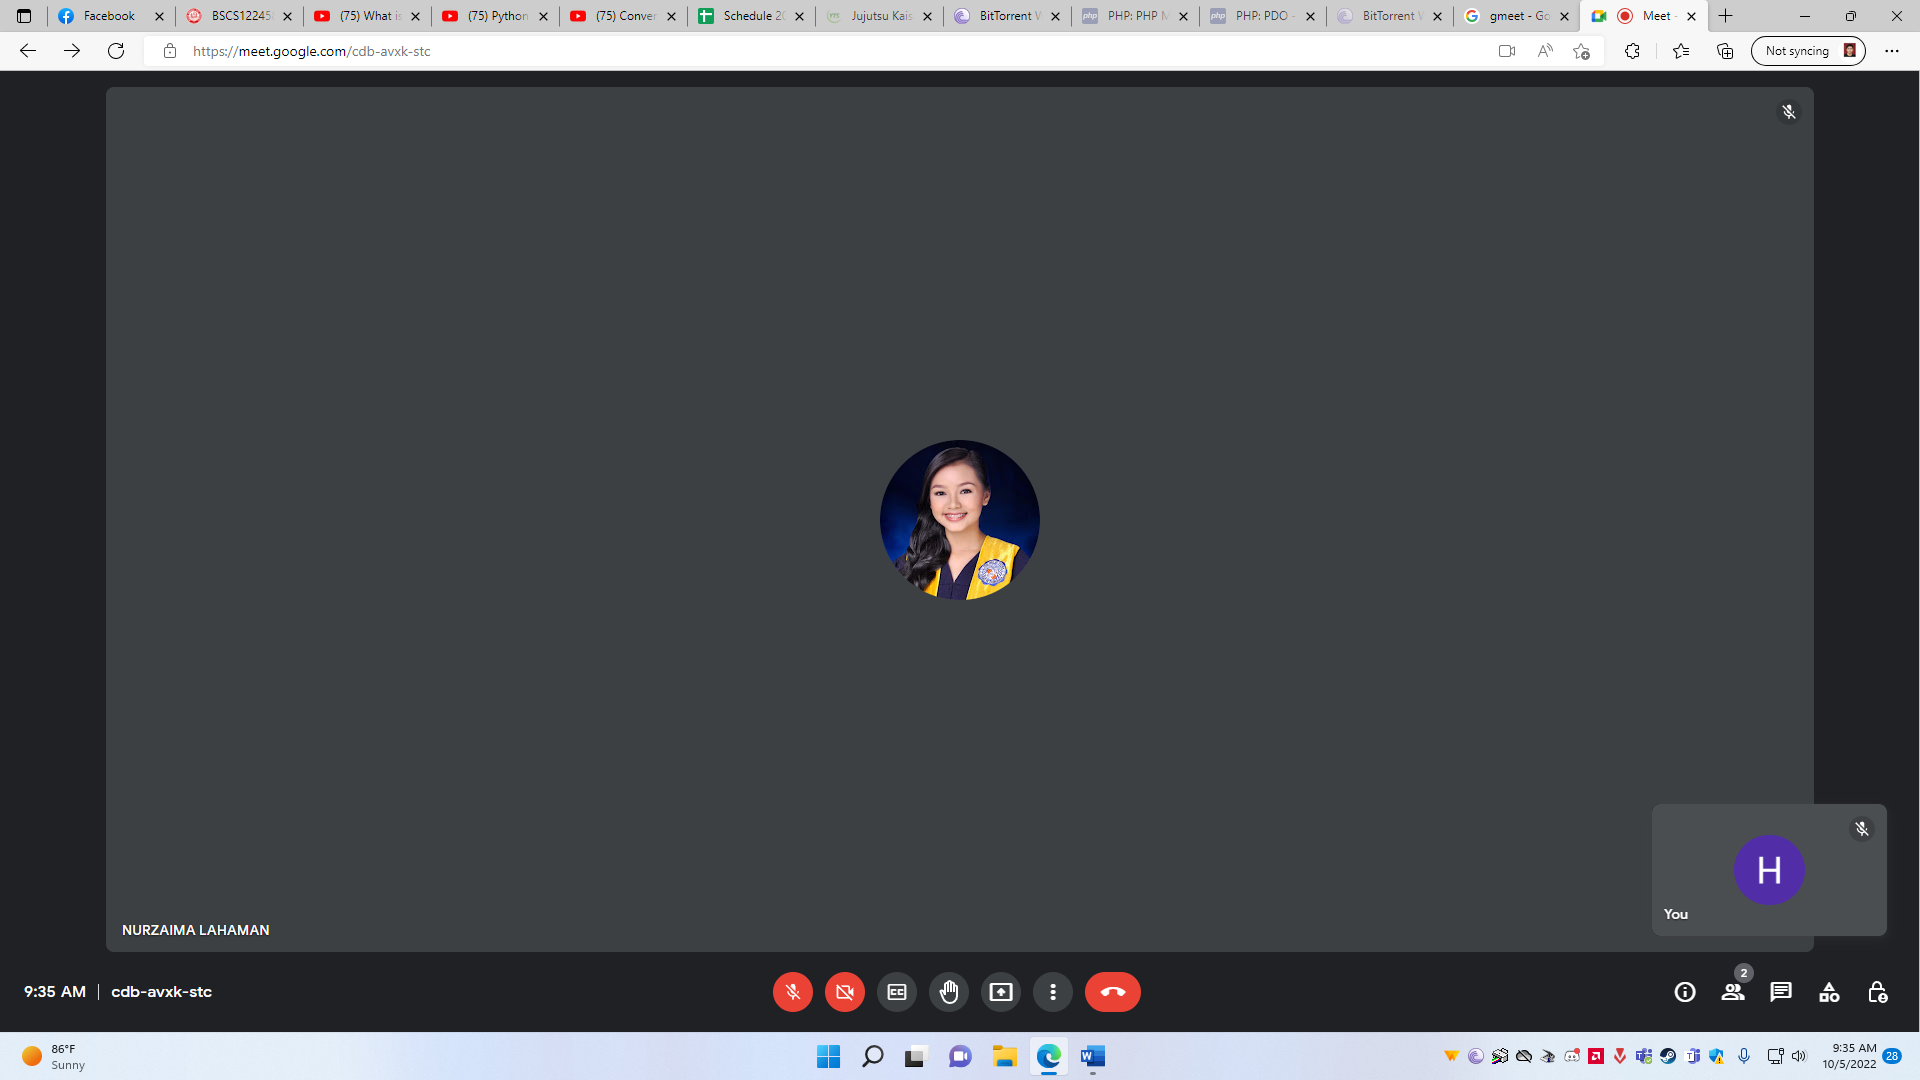 Facebook
BSCS12245
(75) What is
(75) Python
(75) Conver
Schedule 20
Jujutsu Kais
BitTorrent W
PHP: PHP M
PHP: PDO -
BitTorrent W
gmeet - Go
Meet -
https://meet.google.com/cdb-avxk-stc
Not syncing
NURZAIMA LAHAMAN
H
You
9:35 AM | cdb-avxk-stc
2
86°F
Sunny
9:35 AM
10/5/2022
28